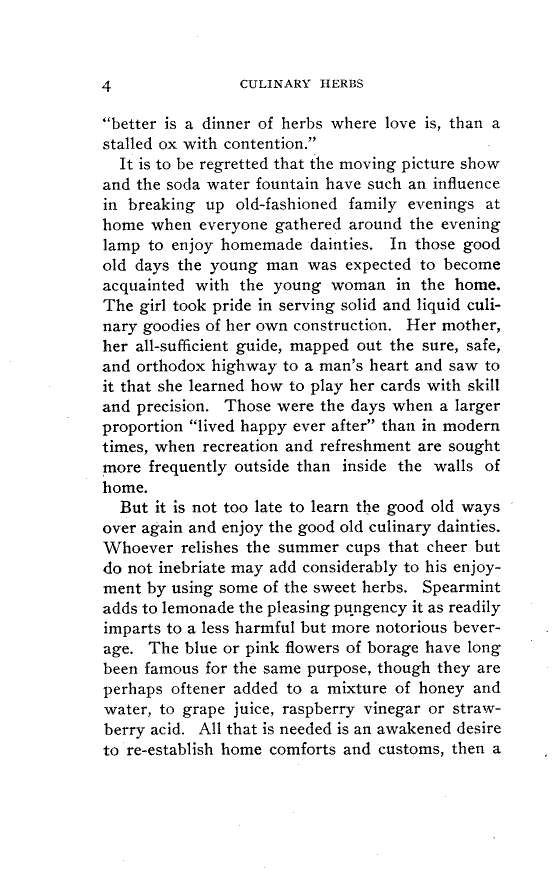 4 CULINARY HERBS
“better is a dinner of herbs where love is, than a
stalled ox with contention.”
It is to be regretted that the moving picture show
and the soda water fountain have such an influence
in breaking up old-fashioned family evenings at
home when everyone gathered around the evening
lamp to enjoy homemade dainties. In those good
old days the young man was expected to become
acquainted with the young woman in the home.
The girl took pride in serving solid and liquid culi-
nary goodies of her own construction. Her mother,
her all-sufficient guide, mapped out the sure, safe,
and orthodox highway to a man’s heart and saw to
it that she learned how to play her cards with skill
and precision. Those were the days when a larger
proportion “lived happy ever after” than in modern
times, when recreation and refreshment are sought
more frequently outside than inside the walls of
home.
But it is not too late to learn the good old ways
over again and enjoy the good old culinary dainties.
Whoever relishes the summer cups that cheer but
do not inebriate may add considerably to his enjoy-
ment by using some of the sweet herbs. Spearmint
adds to lemonade the pleasing pungency it as readily
imparts to a less harmful but more notorious bever-
age. The blue or pink flowers of borage have long
been famous for the same purpose, though they are
perhaps oftener added to a mixture of honey and
water, to grape juice, raspberry vinegar or straw-
berry acid. All that is needed is an awakened desire
to re-establish home comforts and customs, then a